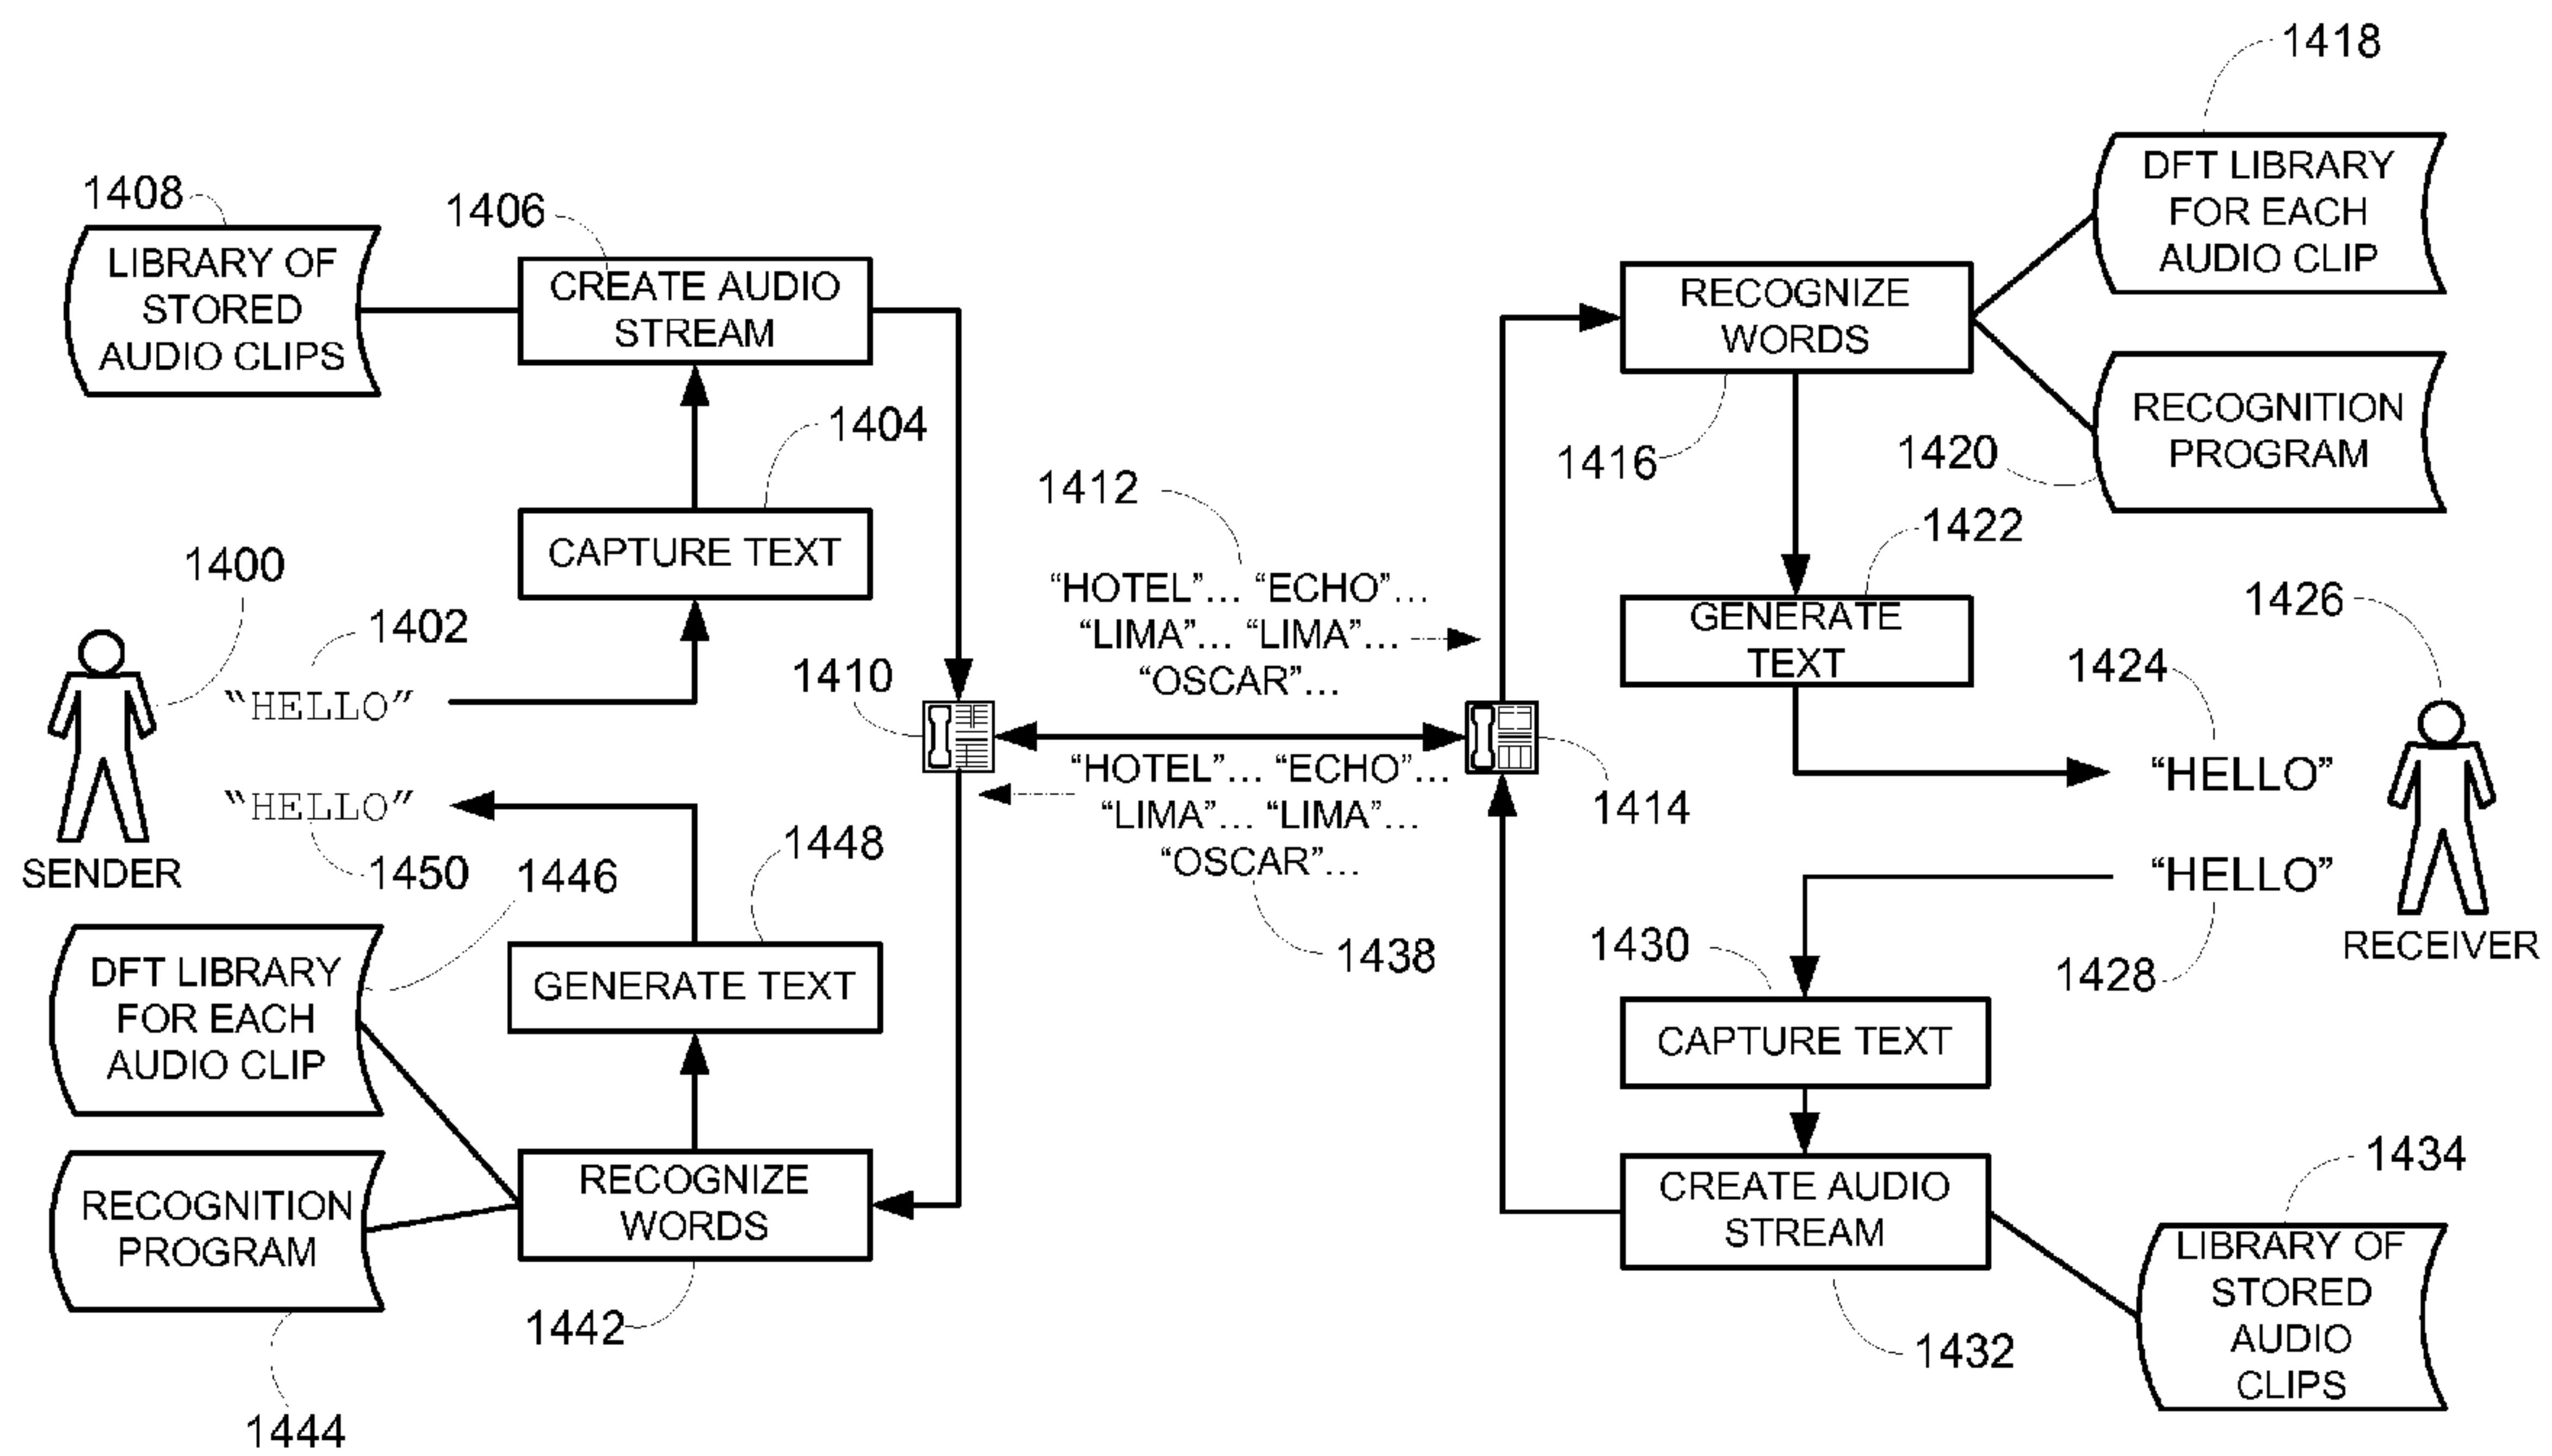 1418
DFT LIBRARY
FOR EACH
AUDIO CLIP
1408
LIBRARY OF
STORED
AUDIO CLIPS
1406
CREATE AUDIO
STREAM
RECOGNIZE
WORDS
RECOGNITION
PROGRAM
1404
1416
1420
1412
CAPTURE TEXT
1422
1400
1402
"HELLO"
1410
“HOTEL”... “ECHO”...
“LIMA”... “LIMA”...
“OSCAR”...
GENERATE
TEXT
1426
1424
“HELLO”
“HOTEL”... “ECHO”...
“LIMA”... “LIMA”...
“OSCAR”...
1414
"HELLO"
SENDER
1450
1448
1446
1438
“HELLO”
RECEIVER
1428
1430
DFT LIBRARY
FOR EACH
AUDIO CLIP
GENERATE TEXT
CAPTURE TEXT
RECOGNITION
PROGRAM
RECOGNIZE
WORDS
CREATE AUDIO
STREAM
1434
LIBRARY OF
STORED
AUDIO
CLIPS
1442
1432
1444